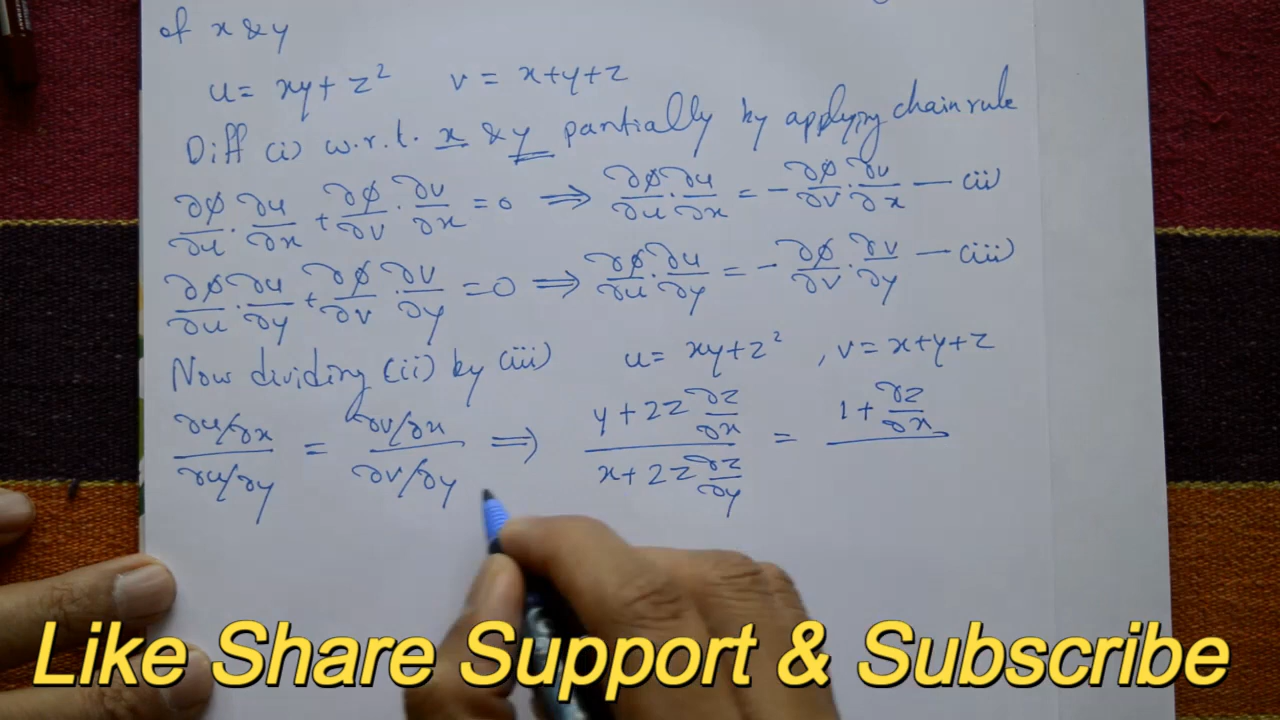 of x & y
u = xy + z² v = x+y+z
Diff (i) w.r.t. x & y partially by applying chain rule
∂ø/∂u · ∂u/∂x + ∂ø/∂v · ∂v/∂x = 0 ⟹ ∂ø/∂u · ∂u/∂x = - ∂ø/∂v · ∂v/∂x — (ii)
∂ø/∂u · ∂u/∂y + ∂ø/∂v · ∂v/∂y = 0 ⟹ ∂ø/∂u · ∂u/∂y = - ∂ø/∂v · ∂v/∂y — (iii)
Now dividing (ii) by (iii) u = xy + z² , v = x+y+z
(∂u/∂x)/(∂u/∂y) = (∂v/∂x)/(∂v/∂y) ⟹ (y + 2z ∂z/∂x)/(x + 2z ∂z/∂y) = (1 + ∂z/∂x)/
Like Share Support & Subscribe